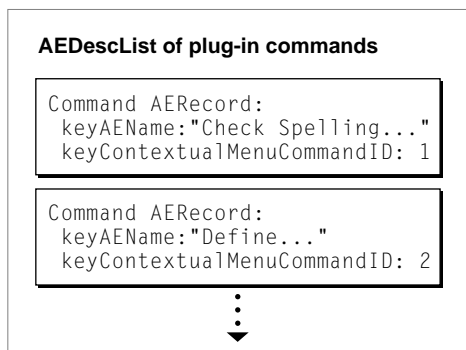 AEDescList of plug-in commands
Command AERecord:
keyAEName:"Check Spelling..."
keyContextualMenuCommandID: 1
Command AERecord:
keyAEName:"Define..."
keyContextualMenuCommandID: 2